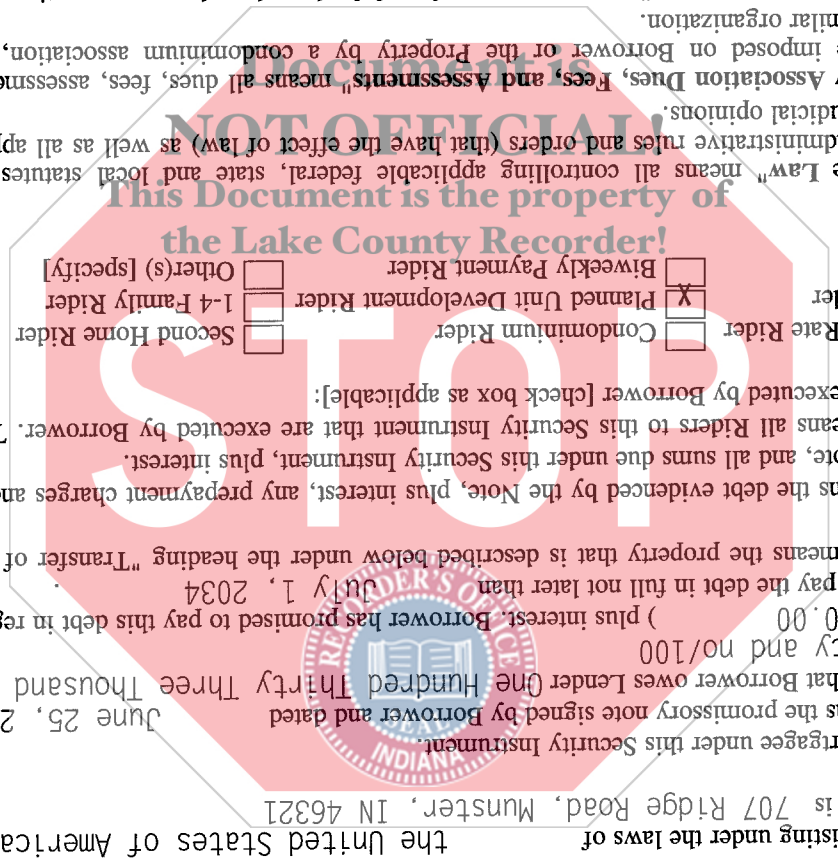 isting under the laws of the United States of America
is 707 Ridge Road, Munster, IN 46321
rtgagee under this Security Instrument.
s the promissory note signed by Borrower and dated June 25, 2
hat Borrower owes Lender One Hundred Thirty Three Thousand
ty and no/100
0.00 ) plus interest. Borrower has promised to pay this debt in reg
pay the debt in full not later than July 1, 2034 .
means the property that is described below under the heading "Transfer of
ns the debt evidenced by the Note, plus interest, any prepayment charges and
ote, and all sums due under this Security Instrument, plus interest.
eans all Riders to this Security Instrument that are executed by Borrower. T
executed by Borrower [check box as applicable]:
Rate Rider Condominium Rider Second Home Rider
der X Planned Unit Development Rider 1-4 Family Rider
Biweekly Payment Rider Other(s) [specify]
e Law" means all controlling applicable federal, state and local statutes
dministrative rules and orders (that have the effect of law) as well as all app
udicial opinions.
y Association Dues, Fees, and Assessments" means all dues, fees, assessme
e imposed on Borrower or the Property by a condominium association,
milar organization.
Document is
NOT OFFICIAL!
This Document is the property of
the Lake County Recorder!
STOP
RECORDER'S OFFICE
SEAL
INDIANA